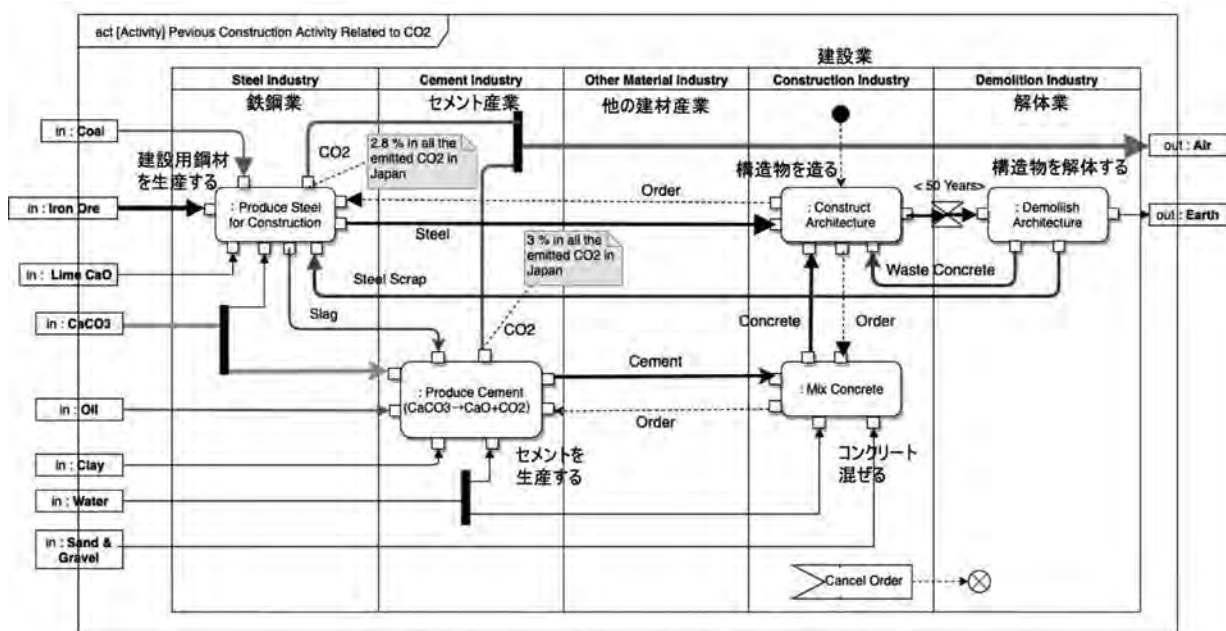 act [Activity] Pevious Construction Activity Related to CO2
建設業
Steel Industry
Cement Industry
Other Material Industry
Construction Industry
Demolition Industry
鉄鋼業
セメント産業
他の建材産業
解体業
in : Coal
建設用鋼材
を生産する
CO2
2.8 % in all the
emitted CO2 in
Japan
out : Air
構造物を造る
構造物を解体する
< 50 Years>
in : Iron Ore
: Produce Steel
for Construction
Order
Steel
: Construct
Architecture
: Demollish
Architecture
out : Earth
3 % in all the
emitted CO2 in
Japan
in : Lime CaO
Steel Scrap
Waste Concrete
in : CaCO3
Slag
CO2
Concrete
Order
: Produce Cement
(CaCO3→CaO+CO2)
Cement
: Mix Concrete
in : Oil
Order
in : Clay
セメントを
生産する
コンクリート
混ぜる
in : Water
in : Sand &
Gravel
Cancel Order